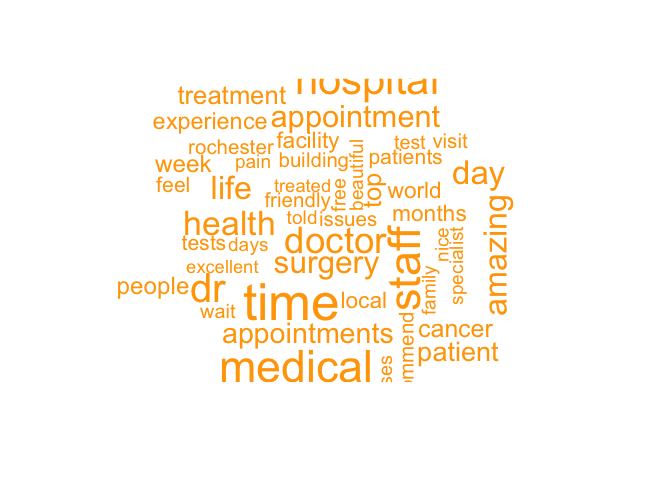 hospital
treatment
experience
appointment
rochester
facility
test
visit
week
pain
building
beautiful
patients
feel
life
treated
friendly
free
top
world
day
health
told
issues
months
tests
days
doctor
staff
nice
specialist
amazing
excellent
surgery
people
dr
wait
time
local
family
appointments
cancer
medical
patient